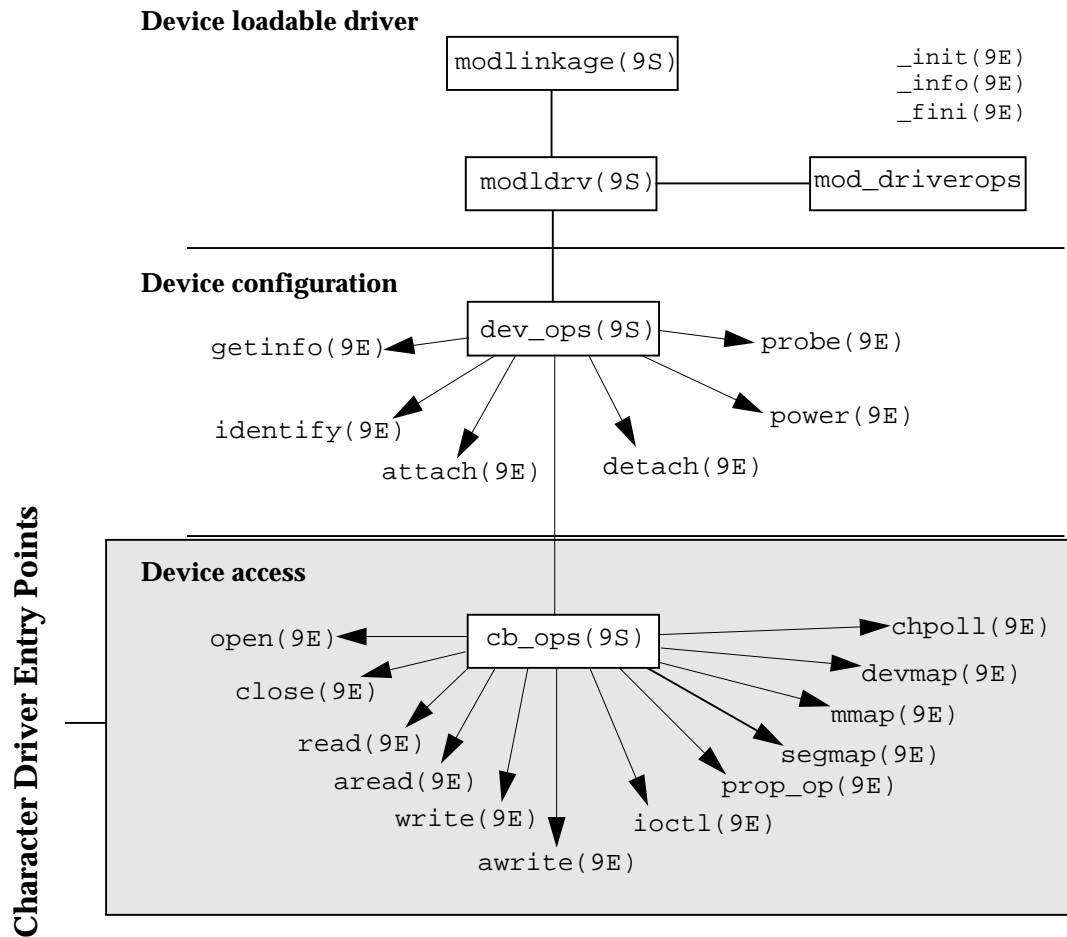 Device loadable driver
modlinkage(9S)
_init(9E)
_info(9E)
_fini(9E)
modldrv(9S)
mod_driverops
Device configuration
dev_ops(9S)
getinfo(9E)
probe(9E)
identify(9E)
power(9E)
attach(9E)
detach(9E)
Character Driver Entry Points
Device access
cb_ops(9S)
open(9E)
chpoll(9E)
close(9E)
devmap(9E)
mmap(9E)
read(9E)
segmap(9E)
aread(9E)
prop_op(9E)
write(9E)
ioctl(9E)
awrite(9E)